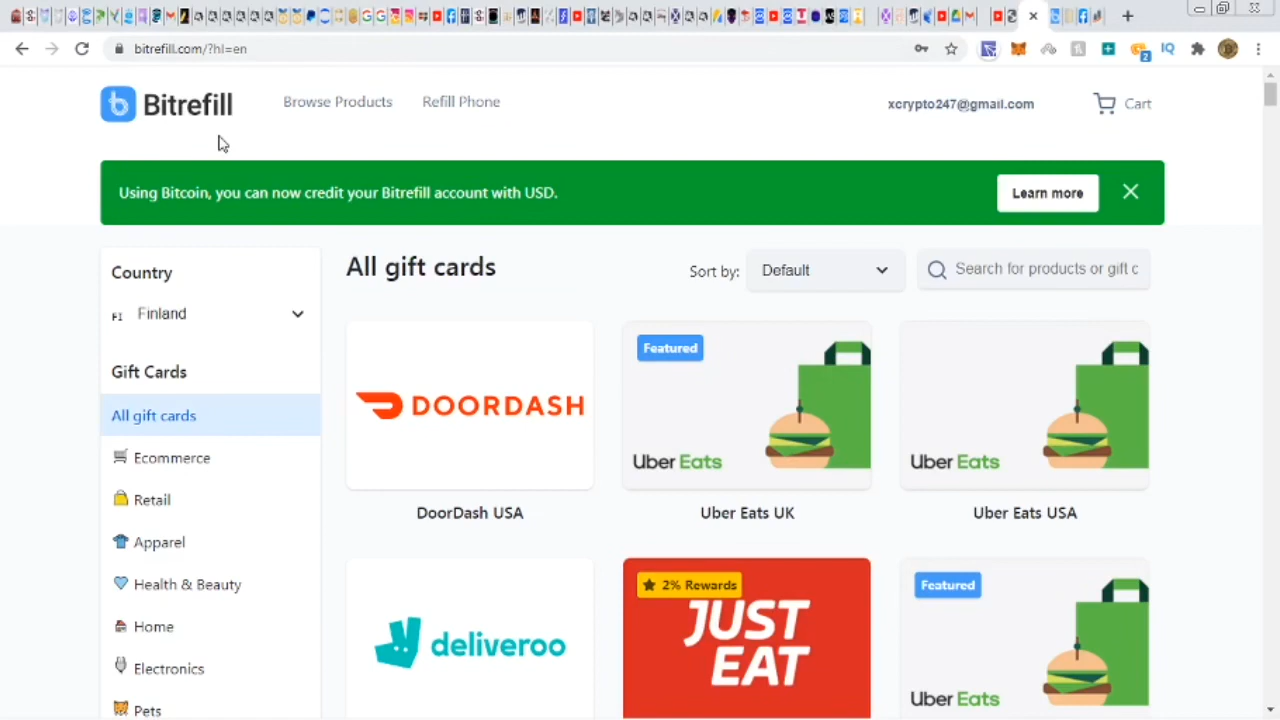 bitrefill.com/?hl=en
2
IQ
Bitrefill
Browse Products
Refill Phone
xcrypto247@gmail.com
Cart
Using Bitcoin, you can now credit your Bitrefill account with USD.
Learn more
Country
FI Finland
Gift Cards
All gift cards
Ecommerce
Retail
Apparel
Health & Beauty
Home
Electronics
Pets
All gift cards
Sort by:
Default
Search for products or gift c
DOORDASH
DoorDash USA
Featured
Uber Eats
Uber Eats UK
Uber Eats
Uber Eats USA
deliveroo
2% Rewards
JUST
EAT
Featured
Uber Eats